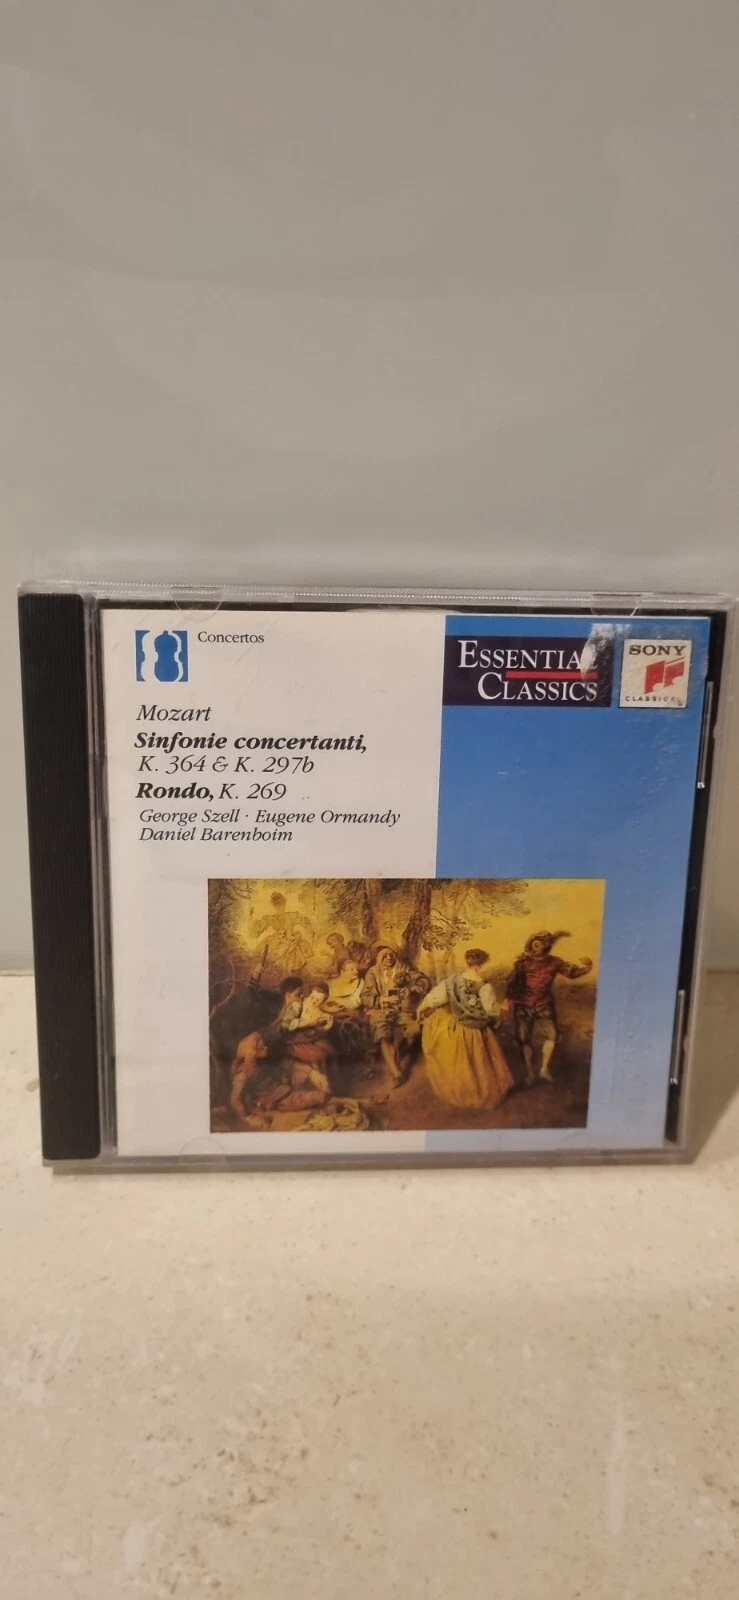 Concertos
ESSENTIAL
CLASSICS
SONY
CLASSICAL
Mozart
Sinfonie concertanti,
K. 364 & K. 297b
Rondo, K. 269
George Szell · Eugene Ormandy
Daniel Barenboim